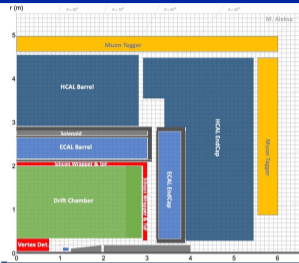 r (m)
M. Aleksa
5
Muon Tagger
4
HCAL Barrel
3
Solenoid
ECAL Barrel
HCAL EndCap
2
Silicon Wrapper & ToF
ECAL EndCap
Muon Tagger
Drift Chamber
1
Vertex Det.
0
0 1 2 3 4 5 6